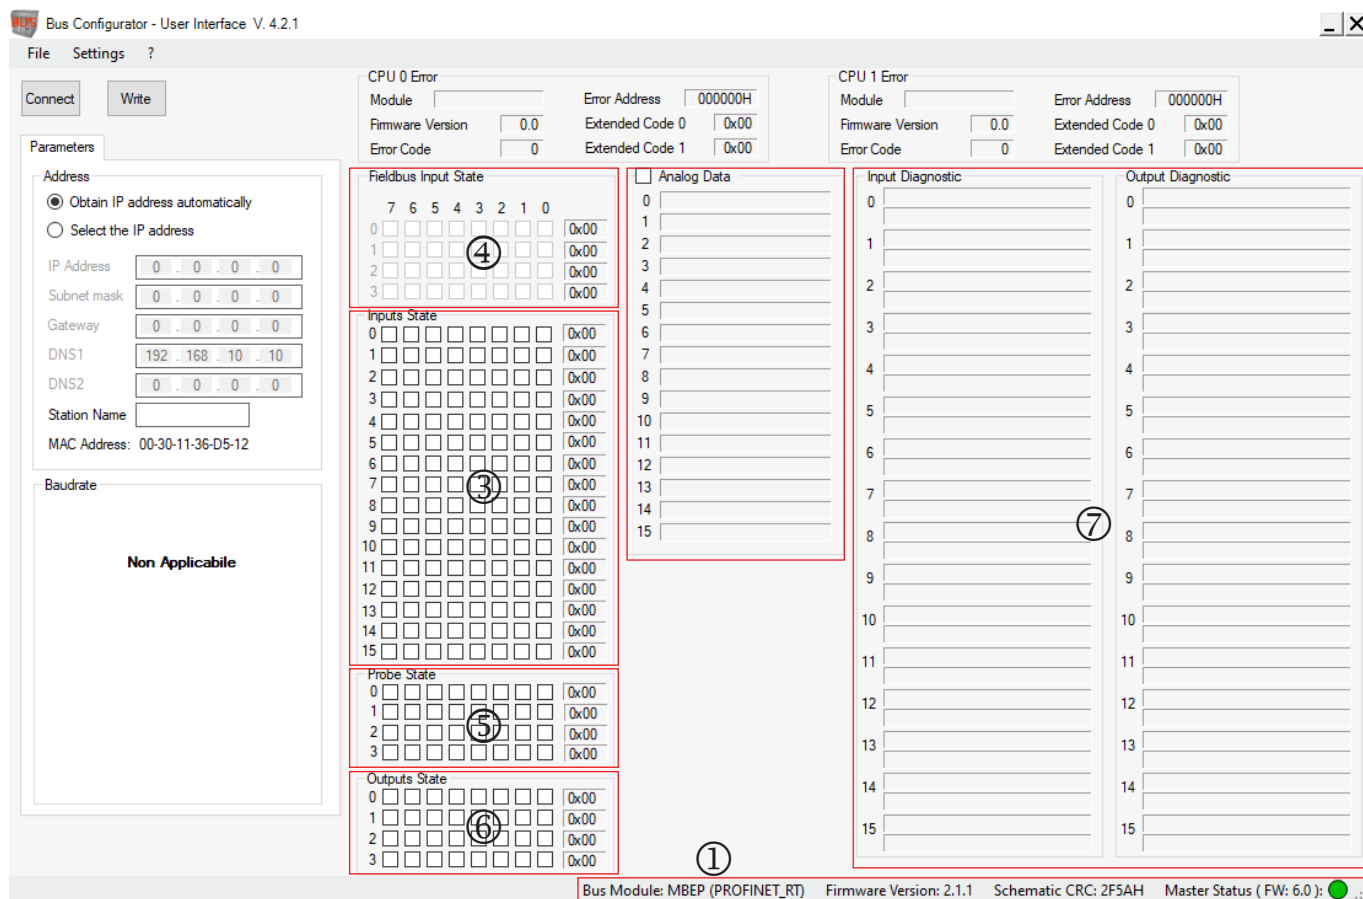 BUS Bus Configurator - User Interface V. 4.2.1
File Settings ?
Connect Write
Parameters
Address
Obtain IP address automatically
Select the IP address
IP Address 0 . 0 . 0 . 0
Subnet mask 0 . 0 . 0 . 0
Gateway 0 . 0 . 0 . 0
DNS1 192 . 168 . 10 . 10
DNS2 0 . 0 . 0 . 0
Station Name
MAC Address: 00-30-11-36-D5-12
Baudrate
Non Applicabile
CPU 0 Error
Module Error Address 000000H
Firmware Version 0.0 Extended Code 0 0x00
Error Code 0 Extended Code 1 0x00
CPU 1 Error
Module Error Address 000000H
Firmware Version 0.0 Extended Code 0 0x00
Error Code 0 Extended Code 1 0x00
Fieldbus Input State
7 6 5 4 3 2 1 0
0 0x00
1 0x00
④
2 0x00
3 0x00
Inputs State
0 0x00
1 0x00
2 0x00
3 0x00
4 0x00
5 0x00
6 0x00
7 0x00
③
8 0x00
9 0x00
10 0x00
11 0x00
12 0x00
13 0x00
14 0x00
15 0x00
Probe State
0 0x00
1 0x00
⑤
2 0x00
3 0x00
Outputs State
0 0x00
1 0x00
⑥
2 0x00
3 0x00
Analog Data
0
1
2
3
4
5
6
7
8
9
10
11
12
13
14
15
Input Diagnostic
0
1
2
3
4
5
6
7
8
9
10
11
12
13
14
15
⑦
Output Diagnostic
0
1
2
3
4
5
6
7
8
9
10
11
12
13
14
15
①
Bus Module: MBEP (PROFINET_RT) Firmware Version: 2.1.1 Schematic CRC: 2F5AH Master Status ( FW: 6.0 ):